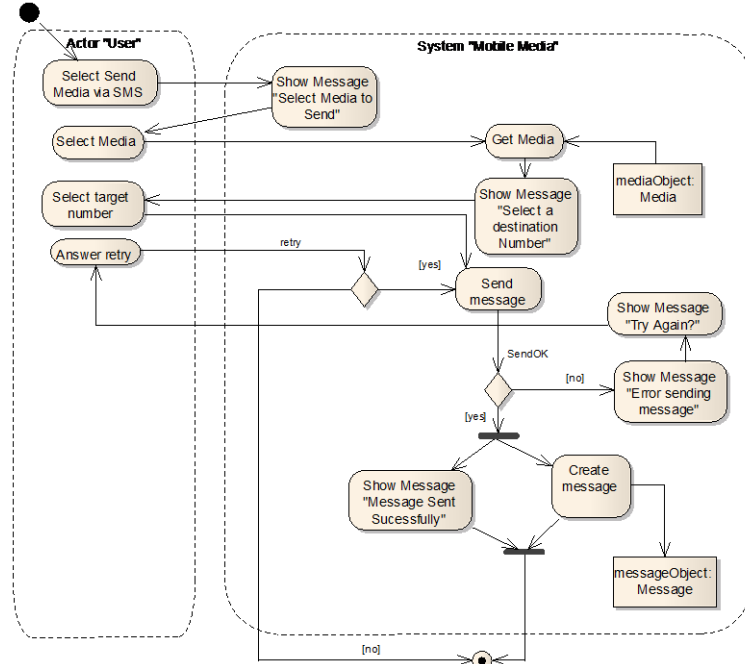 Actor "User"
System "Mobile Media"
Select Send
Media via SMS
Show Message
"Select Media to
Send"
Select Media
Get Media
mediaObject:
Media
Select target
number
Show Message
"Select a
destination
Number"
Answer retry
retry
[yes]
Send
message
Show Message
"Try Again?"
SendOK
[no]
Show Message
"Error sending
message"
[yes]
Show Message
"Message Sent
Sucessfully"
Create
message
messageObject:
Message
[no]